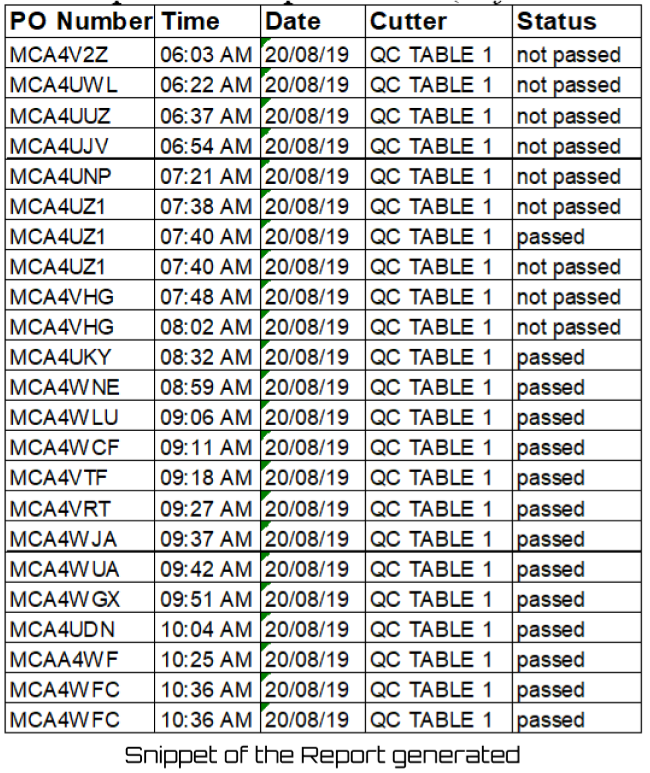 PO Number Time Date Cutter Status
MCA4V2Z 06:03 AM 20/08/19 QC TABLE 1 not passed
MCA4UWL 06:22 AM 20/08/19 QC TABLE 1 not passed
MCA4UUZ 06:37 AM 20/08/19 QC TABLE 1 not passed
MCA4UJV 06:54 AM 20/08/19 QC TABLE 1 not passed
MCA4UNP 07:21 AM 20/08/19 QC TABLE 1 not passed
MCA4UZ1 07:38 AM 20/08/19 QC TABLE 1 not passed
MCA4UZ1 07:40 AM 20/08/19 QC TABLE 1 passed
MCA4UZ1 07:40 AM 20/08/19 QC TABLE 1 not passed
MCA4VHG 07:48 AM 20/08/19 QC TABLE 1 not passed
MCA4VHG 08:02 AM 20/08/19 QC TABLE 1 not passed
MCA4UKY 08:32 AM 20/08/19 QC TABLE 1 passed
MCA4WNE 08:59 AM 20/08/19 QC TABLE 1 passed
MCA4WLU 09:06 AM 20/08/19 QC TABLE 1 passed
MCA4WCF 09:11 AM 20/08/19 QC TABLE 1 passed
MCA4VTF 09:18 AM 20/08/19 QC TABLE 1 passed
MCA4VRT 09:27 AM 20/08/19 QC TABLE 1 passed
MCA4WJA 09:37 AM 20/08/19 QC TABLE 1 passed
MCA4WUA 09:42 AM 20/08/19 QC TABLE 1 passed
MCA4WGX 09:51 AM 20/08/19 QC TABLE 1 passed
MCA4UDN 10:04 AM 20/08/19 QC TABLE 1 passed
MCAA4WF 10:25 AM 20/08/19 QC TABLE 1 passed
MCA4WFC 10:36 AM 20/08/19 QC TABLE 1 passed
MCA4WFC 10:36 AM 20/08/19 QC TABLE 1 passed
Snippet of the Report generated